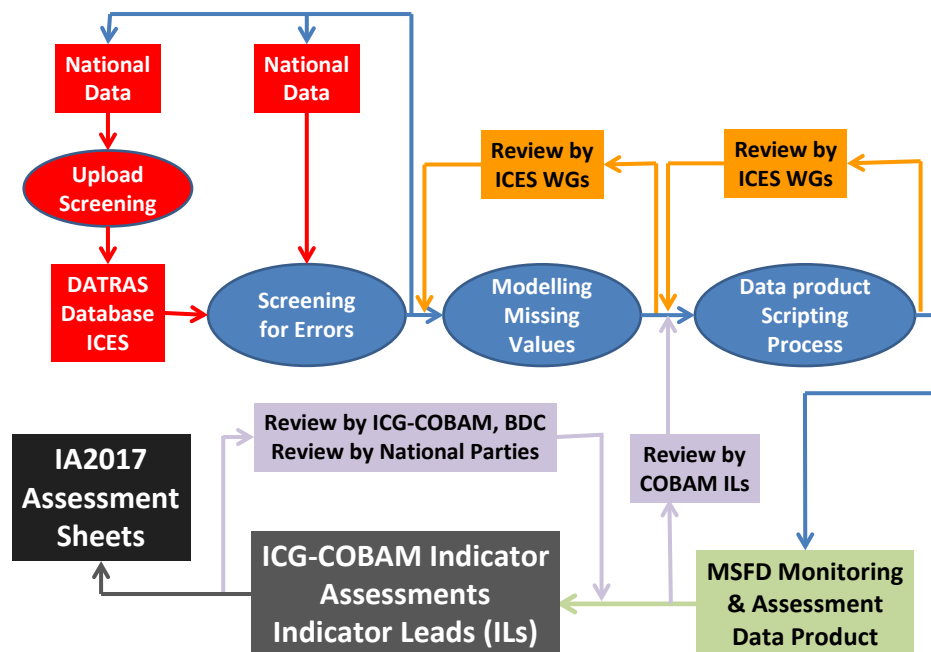 National
Data
National
Data
Upload
Screening
Review by
ICES WGs
Review by
ICES WGs
DATRAS
Database
ICES
Screening
for Errors
Modelling
Missing
Values
Data product
Scripting
Process
Review by ICG-COBAM, BDC
Review by National Parties
Review by
COBAM ILs
IA2017
Assessment
Sheets
ICG-COBAM Indicator
Assessments
Indicator Leads (ILs)
MSFD Monitoring
& Assessment
Data Product